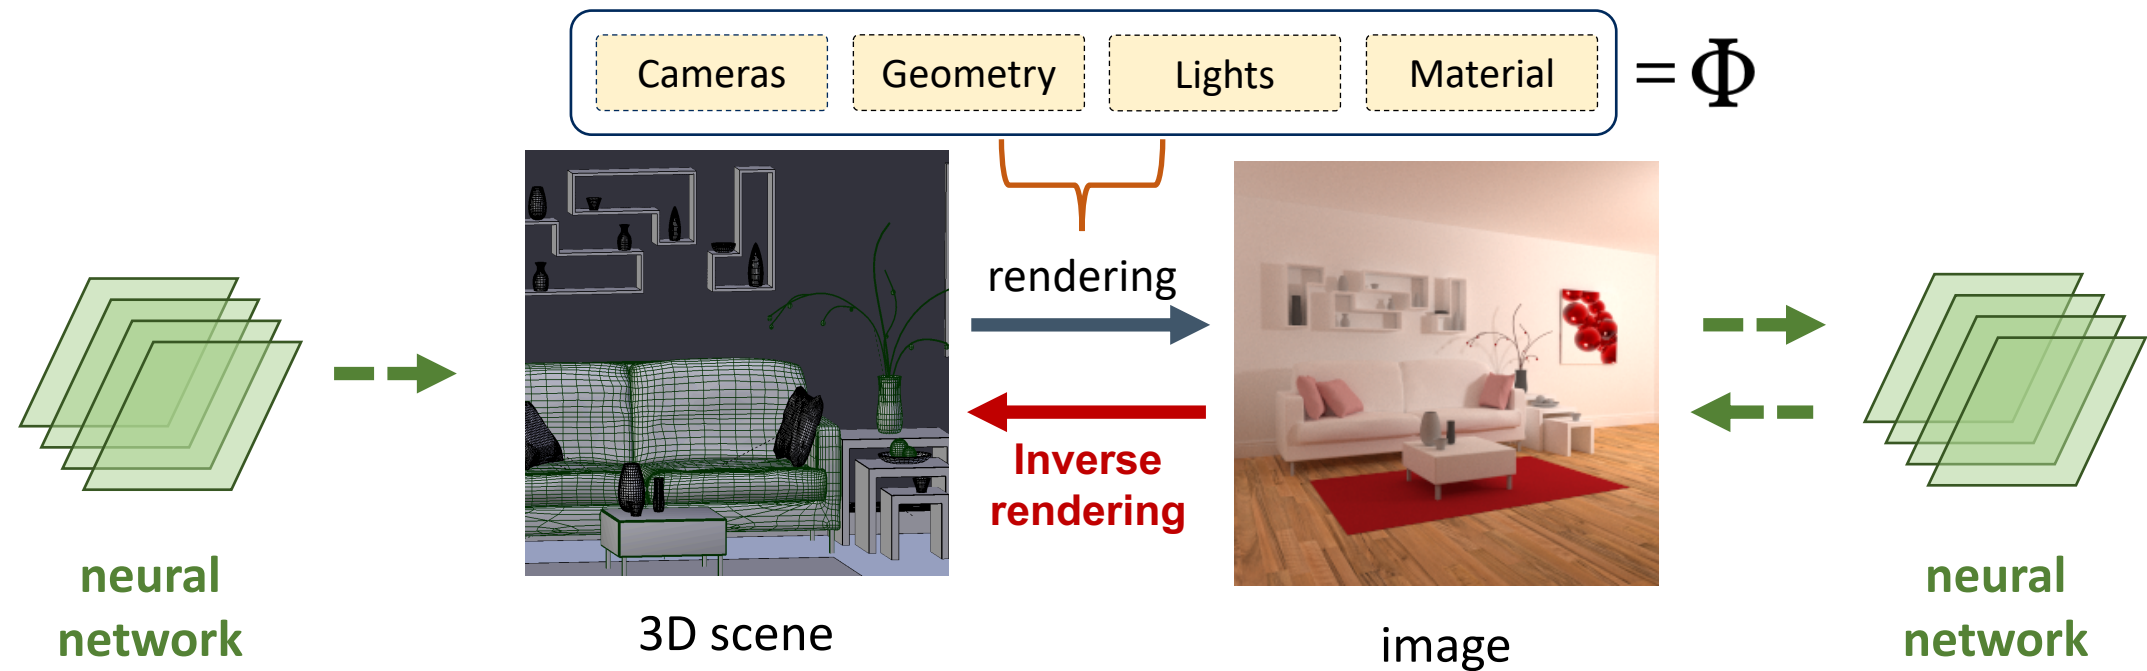 Cameras Geometry Lights Material = Φ
rendering
Inverse
rendering
neural
network
3D scene
image
neural
network